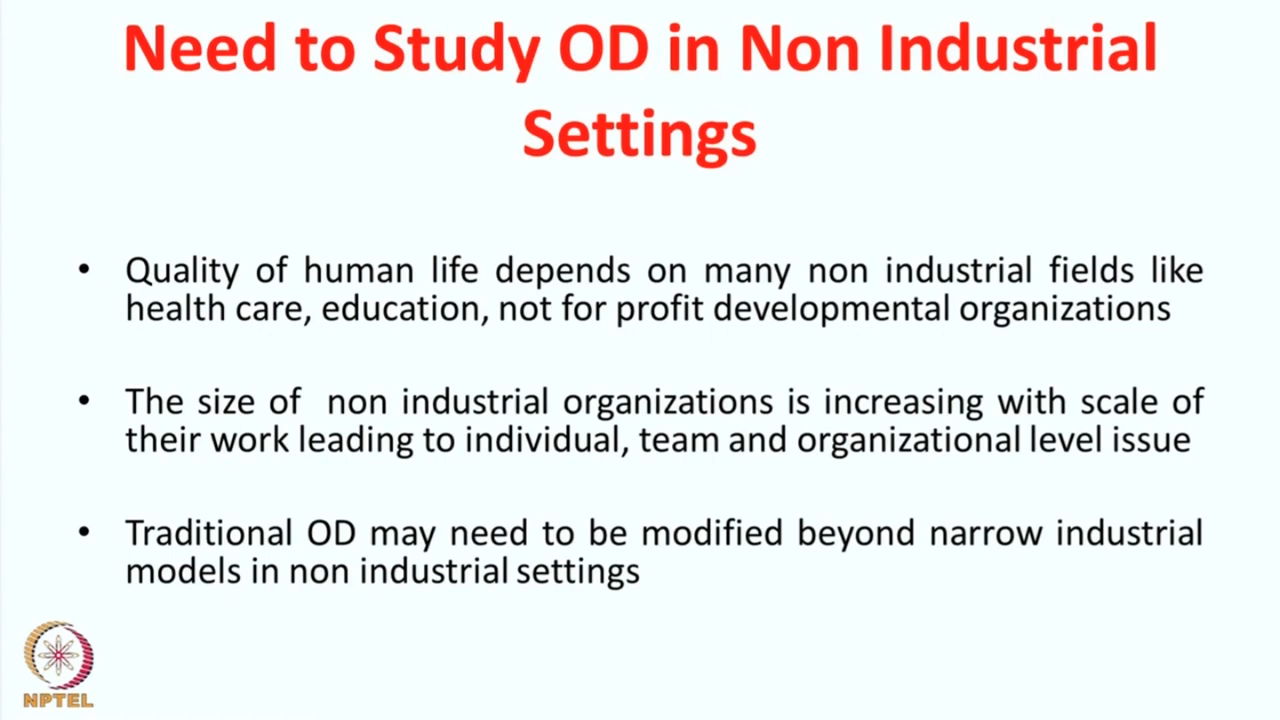 Need to Study OD in Non Industrial
Settings
• Quality of human life depends on many non industrial fields like
health care, education, not for profit developmental organizations
• The size of non industrial organizations is increasing with scale of
their work leading to individual, team and organizational level issue
• Traditional OD may need to be modified beyond narrow industrial
models in non industrial settings
NPTEL